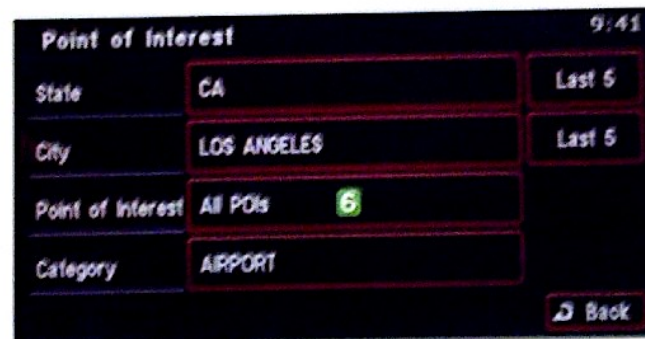 Point of Interest 9:41
State CA Last 5
City LOS ANGELES Last 5
Point of Interest All POIs 6
Category AIRPORT
Back